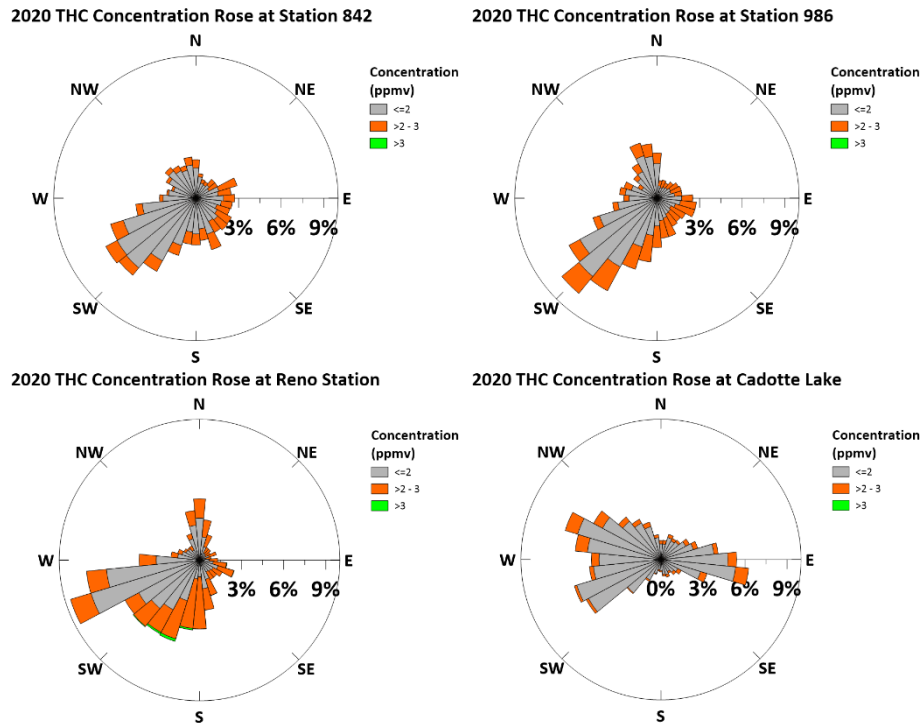 2020 THC Concentration Rose at Station 842
N
NW
NE
W
E
3% 6% 9%
SW
SE
S
Concentration
(ppmv)
<=2
>2 - 3
>3
2020 THC Concentration Rose at Station 986
N
NW
NE
W
E
3% 6% 9%
SW
SE
S
Concentration
(ppmv)
<=2
>2 - 3
>3
2020 THC Concentration Rose at Reno Station
N
NW
NE
W
E
3% 6% 9%
SW
SE
S
Concentration
(ppmv)
<=2
>2 - 3
>3
2020 THC Concentration Rose at Cadotte Lake
N
NW
NE
W
E
0% 3% 6% 9%
SW
SE
S
Concentration
(ppmv)
<=2
>2 - 3
>3